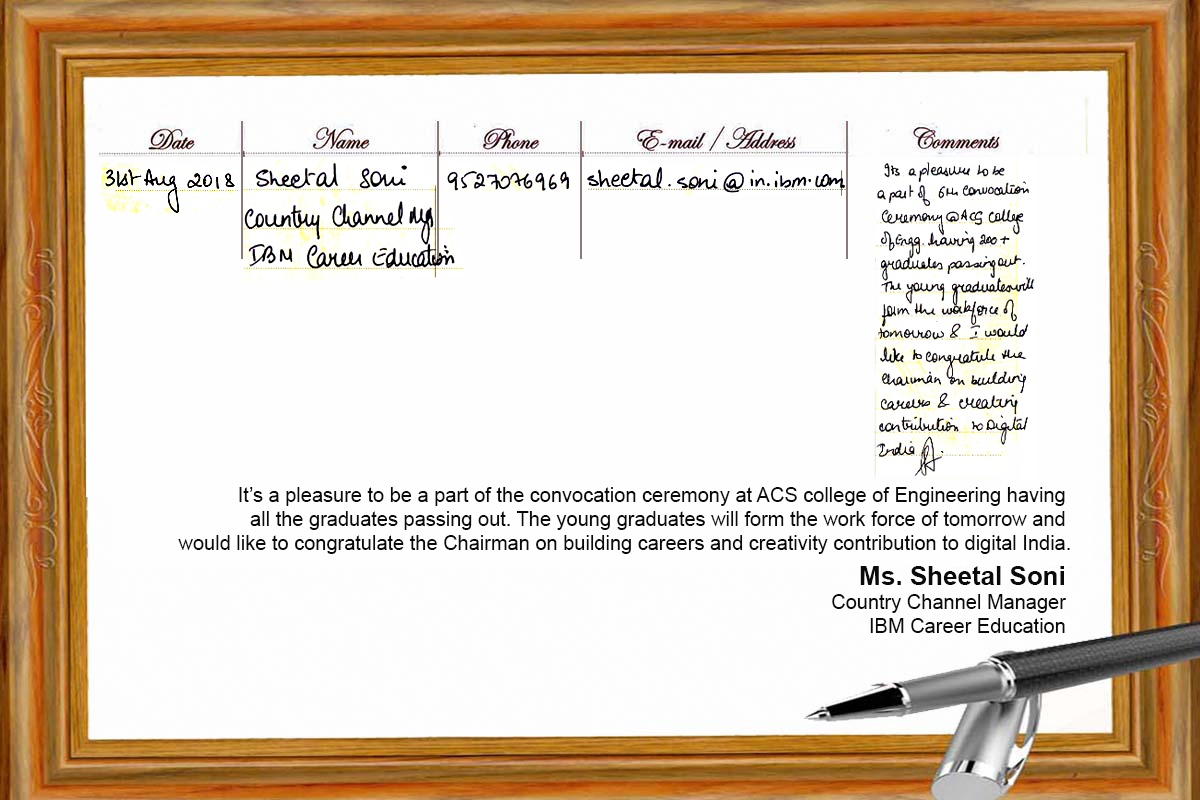 Date Name Phone E-mail / Address Comments
31st Aug 2018 Sheetal Soni 9527076969 sheetal.soni@in.ibm.com
Country Channel Mgr
IBM Career Education
Its a pleasure to be
a part of 6th convocation
Ceremony @ ACS college
of Engg. having 200+
graduates passing out.
The young graduates will
form the workforce of
tomorrow & I would
like to congratule the
Chairman on building
careers & creating
contribution to Digital
India
It's a pleasure to be a part of the convocation ceremony at ACS college of Engineering having
all the graduates passing out. The young graduates will form the work force of tomorrow and
would like to congratulate the Chairman on building careers and creativity contribution to digital India.
Ms. Sheetal Soni
Country Channel Manager
IBM Career Education